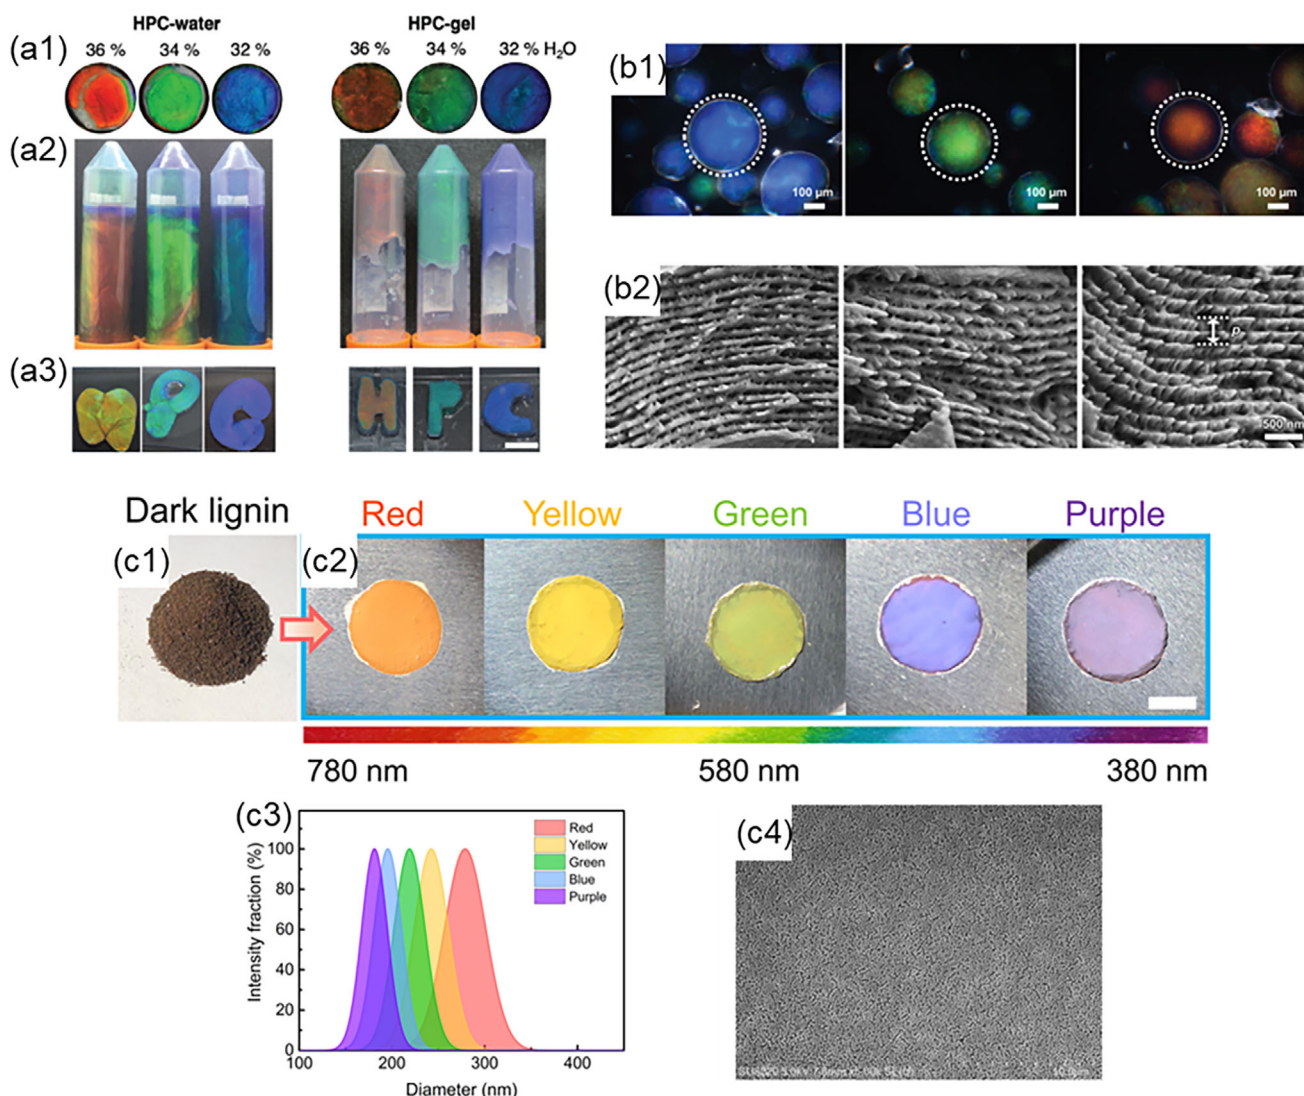 HPC-water
HPC-gel
(a1)
36 %
34 %
32 %
36 %
34 %
32 % H₂O
(b1)
100 µm
100 µm
100 µm
(a2)
(b2)
p
500 nm
(a3)
H
P
C
Dark lignin
Red
Yellow
Green
Blue
Purple
(c1)
(c2)
780 nm
580 nm
380 nm
(c3)
Intensity fraction (%)
100
80
60
40
20
0
Red
Yellow
Green
Blue
Purple
100
200
300
400
Diameter (nm)
(c4)
10.0µm